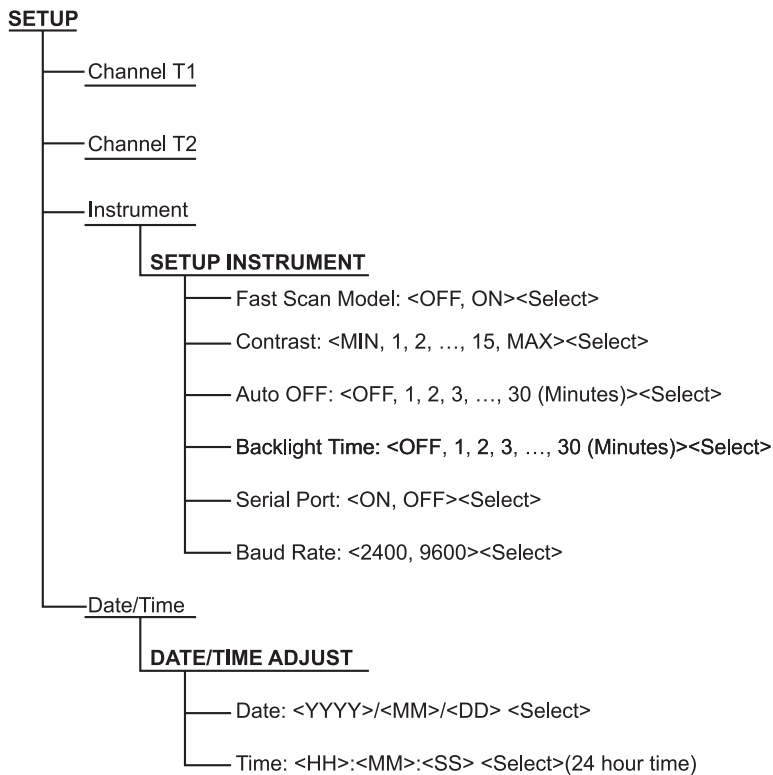 SETUP
Channel T1
Channel T2
Instrument
SETUP INSTRUMENT
Fast Scan Model: <OFF, ON><Select>
Contrast: <MIN, 1, 2, …, 15, MAX><Select>
Auto OFF: <OFF, 1, 2, 3, …, 30 (Minutes)><Select>
Backlight Time: <OFF, 1, 2, 3, …, 30 (Minutes)><Select>
Serial Port: <ON, OFF><Select>
Baud Rate: <2400, 9600><Select>
Date/Time
DATE/TIME ADJUST
Date: <YYYY>/<MM>/<DD> <Select>
Time: <HH>:<MM>:<SS> <Select>(24 hour time)